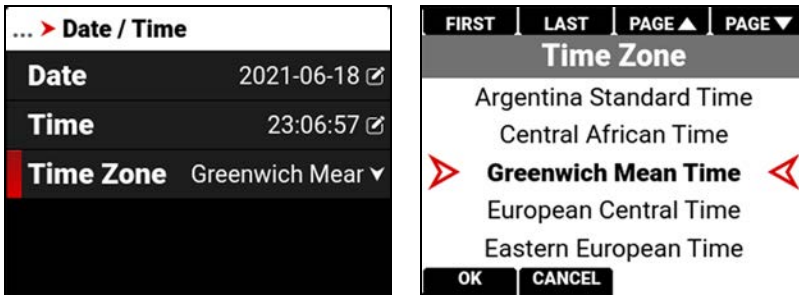 ... > Date / Time
Date 2021-06-18
Time 23:06:57
Time Zone Greenwich Mear
FIRST LAST PAGE▲ PAGE▼
Time Zone
Argentina Standard Time
Central African Time
Greenwich Mean Time
European Central Time
Eastern European Time
OK CANCEL